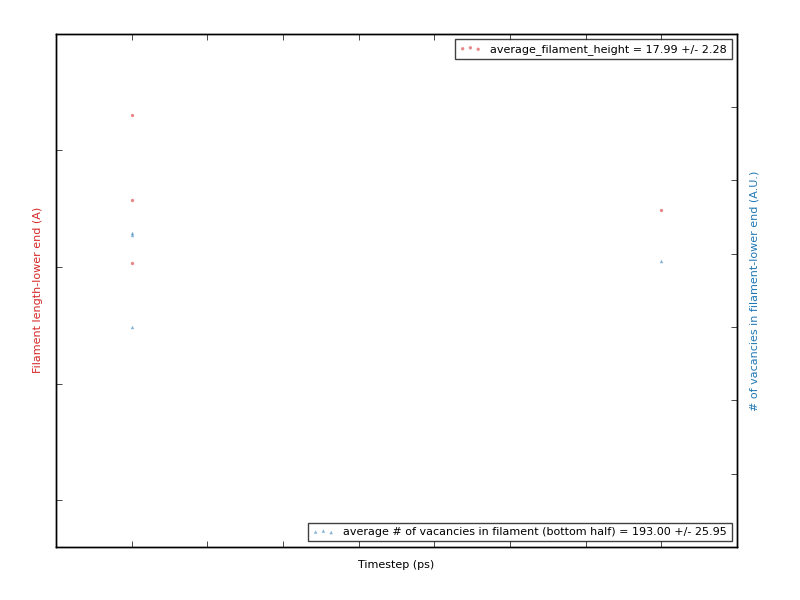 average_filament_height = 17.99 +/- 2.28
Filament length-lower end (A)
# of vacancies in filament-lower end (A.U.)
average # of vacancies in filament (bottom half) = 193.00 +/- 25.95
Timestep (ps)